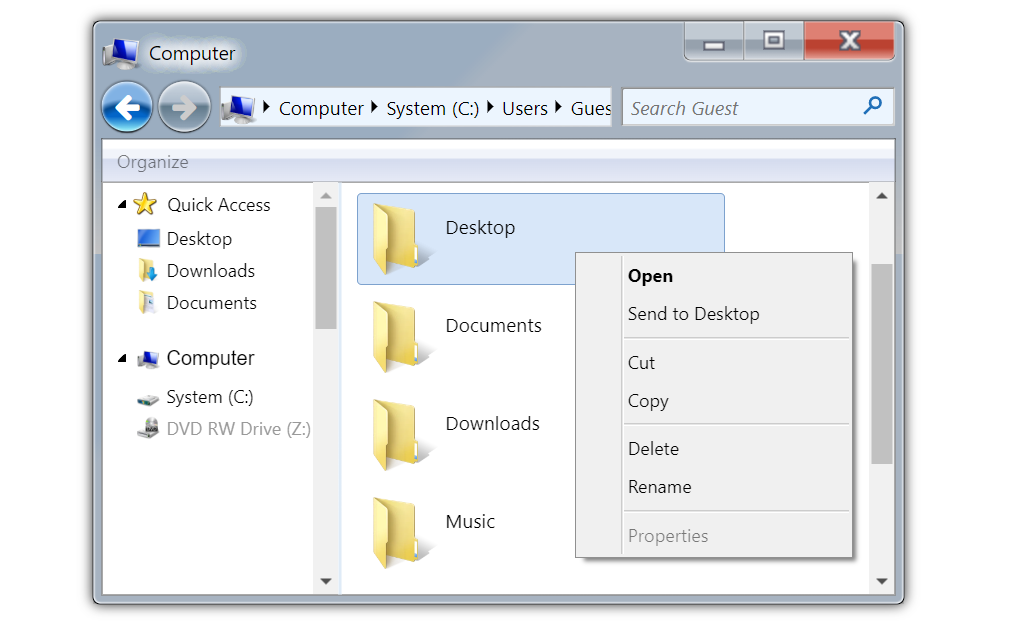 Computer
Computer System (C:) Users Gues
Search Guest
Organize
Quick Access
Desktop
Downloads
Documents
Computer
System (C:)
DVD RW Drive (Z:)
Desktop
Documents
Downloads
Music
Open
Send to Desktop
Cut
Copy
Delete
Rename
Properties